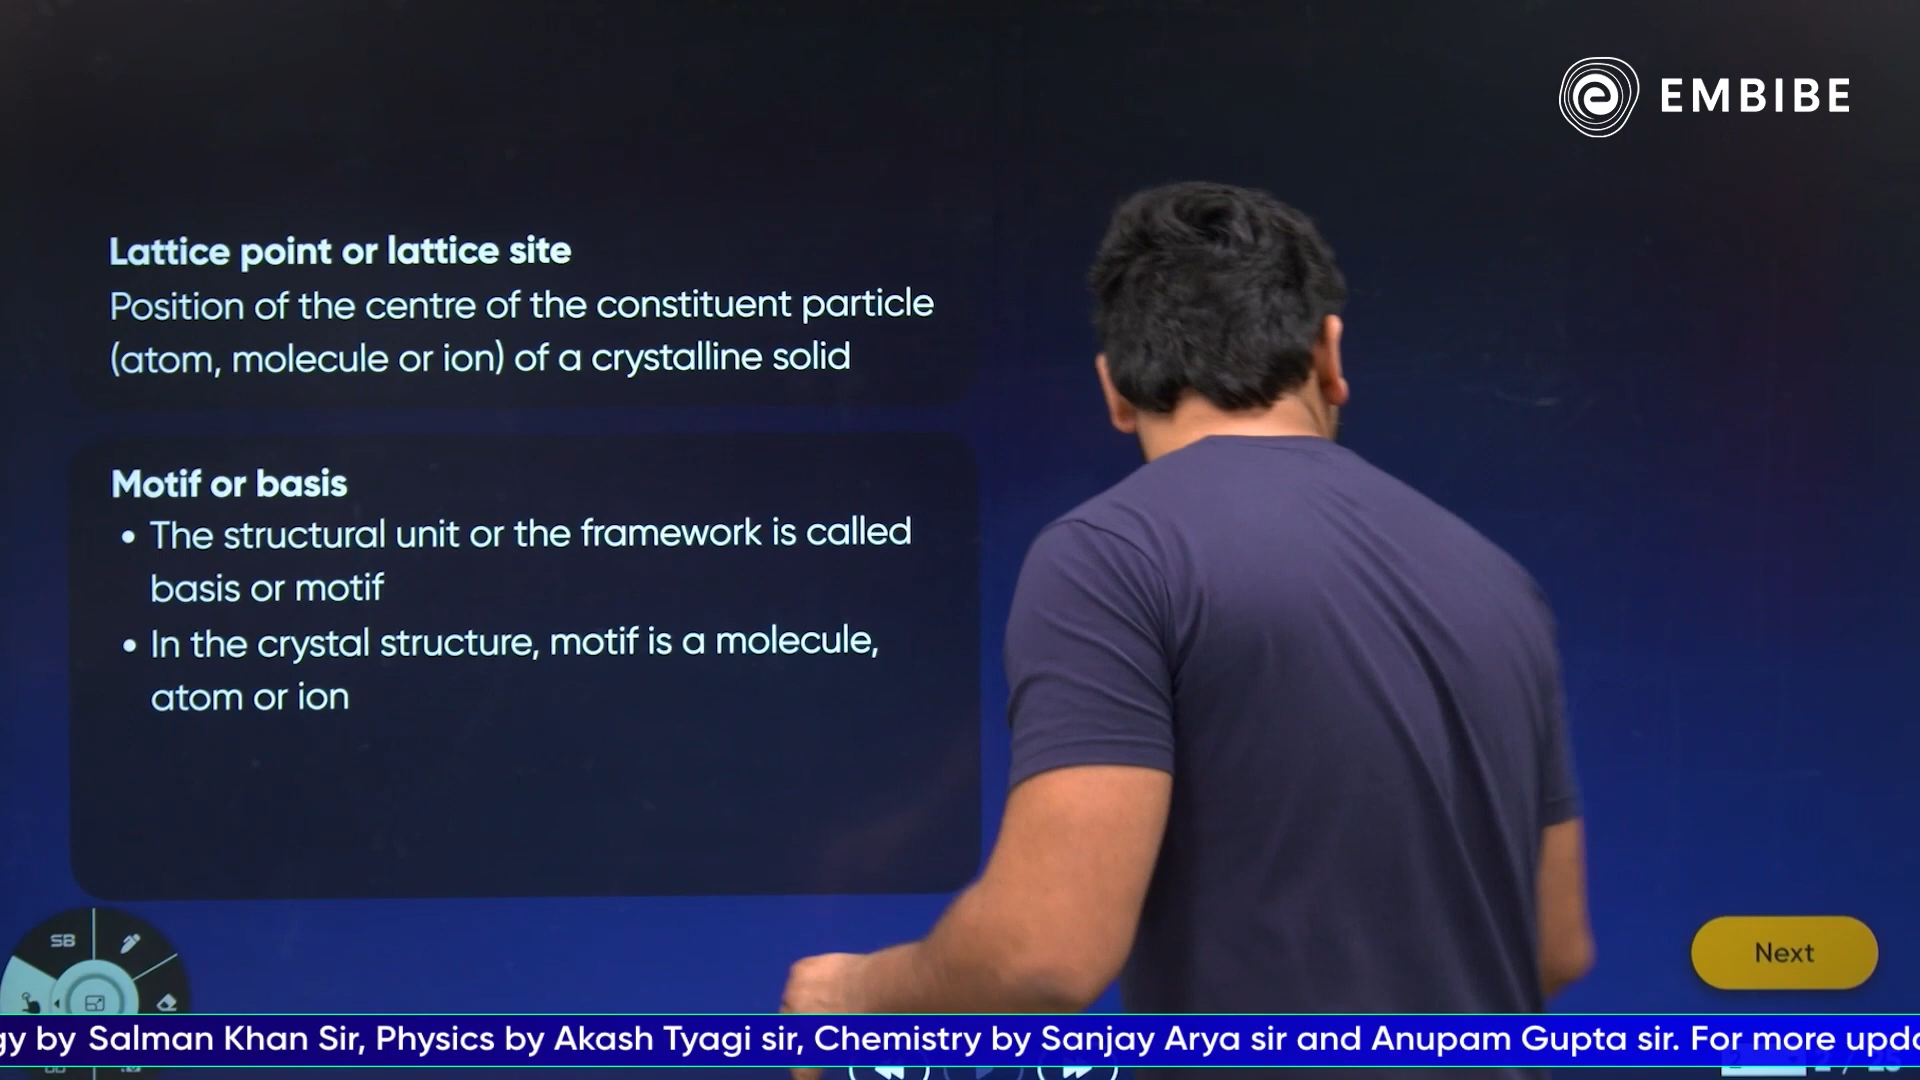 EMBIBE
Lattice point or lattice site
Position of the centre of the constituent particle
(atom, molecule or ion) of a crystalline solid
Motif or basis
• The structural unit or the framework is called
basis or motif
• In the crystal structure, motif is a molecule,
atom or ion
SB
Next
gy by Salman Khan Sir, Physics by Akash Tyagi sir, Chemistry by Sanjay Arya sir and Anupam Gupta sir. For more upda